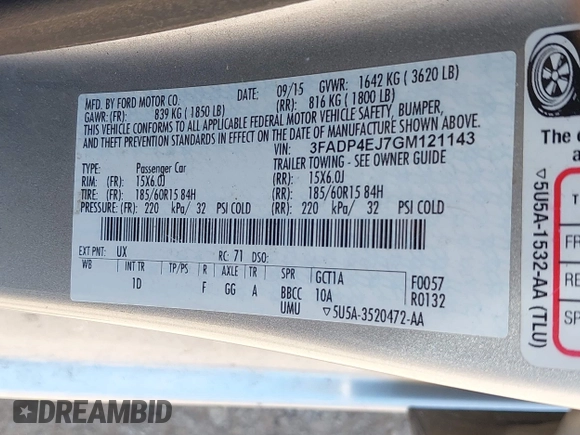 MFD. BY FORD MOTOR CO.
DATE: 09/15 GVWR: 1642 KG ( 3620 LB)
GAWR: (FR): 839 KG ( 1850 LB) (RR): 816 KG ( 1800 LB)
THIS VEHICLE CONFORMS TO ALL APPLICABLE FEDERAL MOTOR VEHICLE SAFETY, BUMPER,
AND THEFT PREVENTION STANDARDS IN EFFECT ON THE DATE OF MANUFACTURE SHOWN ABOVE.
VIN: 3FADP4EJ7GM121143
TYPE: Passenger Car TRAILER TOWING - SEE OWNER GUIDE
RIM: (FR): 15X6.0J (RR): 15X6.0J
TIRE: (FR): 185/60R15 84H (RR): 185/60R15 84H
PRESSURE: (FR): 220 kPa/ 32 PSI COLD (RR): 220 kPa/ 32 PSI COLD
EXT PNT: UX RC: 71 DSO:
WB INT TR TP/PS R AXLE TR SPR GCT1A F0057
1D F GG A BBCC 10A R0132
UMU ▽5U5A-3520472-AA
The c
▽5U5A-1532-AA (TLU)
T
FR
RE
SP
DREAMBID